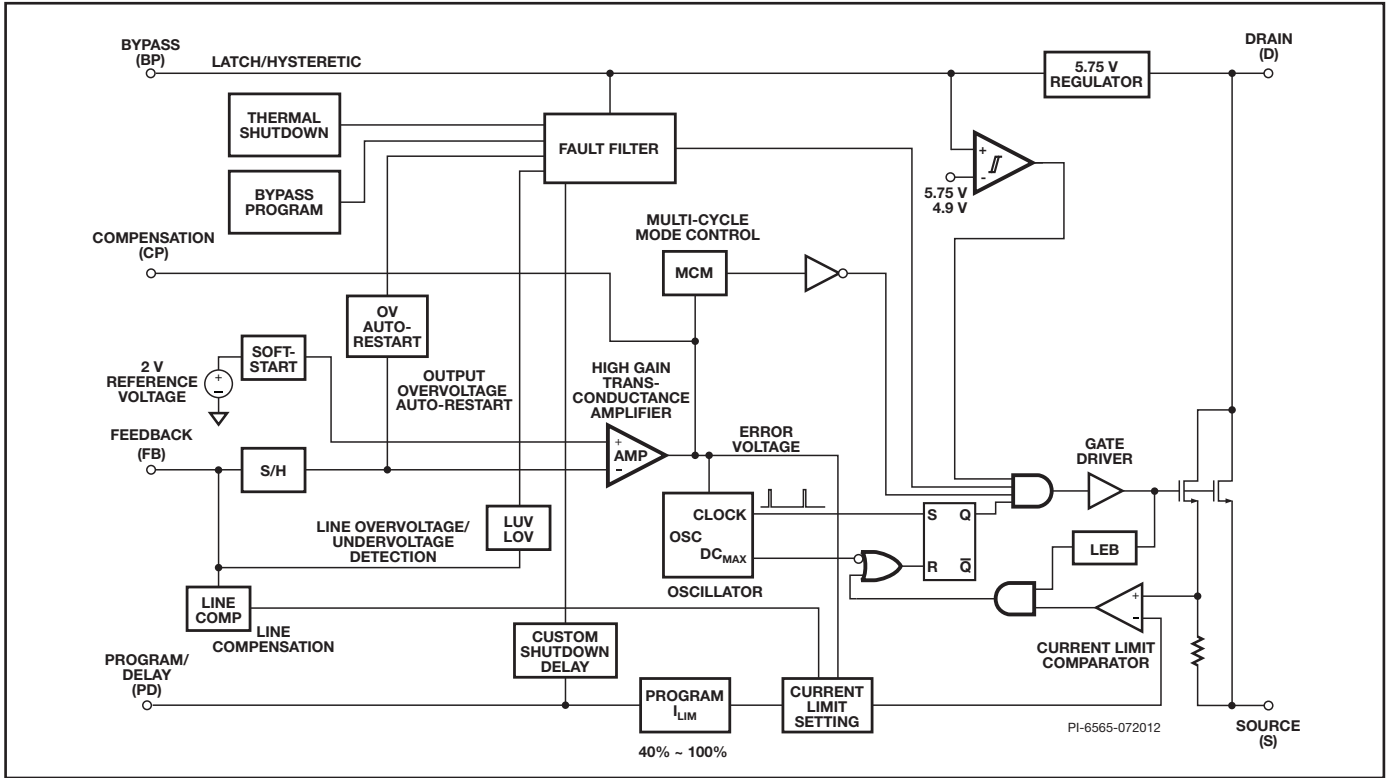 BYPASS
(BP)
LATCH/HYSTERETIC
DRAIN
(D)
5.75 V
REGULATOR
THERMAL
SHUTDOWN
FAULT FILTER
+
-
5.75 V
4.9 V
BYPASS
PROGRAM
COMPENSATION
(CP)
MULTI-CYCLE
MODE CONTROL
MCM
OV
AUTO-
RESTART
SOFT-
START
2 V
REFERENCE
VOLTAGE
+
–
OUTPUT
OVERVOLTAGE
AUTO-RESTART
HIGH GAIN
TRANS-
CONDUCTANCE
AMPLIFIER
+
AMP
–
ERROR
VOLTAGE
FEEDBACK
(FB)
S/H
GATE
DRIVER
CLOCK
OSC
DCMAX
OSCILLATOR
S Q
R Q̅
LEB
LINE OVERVOLTAGE/
UNDERVOLTAGE
DETECTION
LUV
LOV
LINE
COMP
LINE
COMPENSATION
+
–
CURRENT LIMIT
COMPARATOR
CUSTOM
SHUTDOWN
DELAY
PROGRAM/
DELAY
(PD)
PROGRAM
ILIM
40% ~ 100%
CURRENT
LIMIT
SETTING
PI-6565-072012
SOURCE
(S)